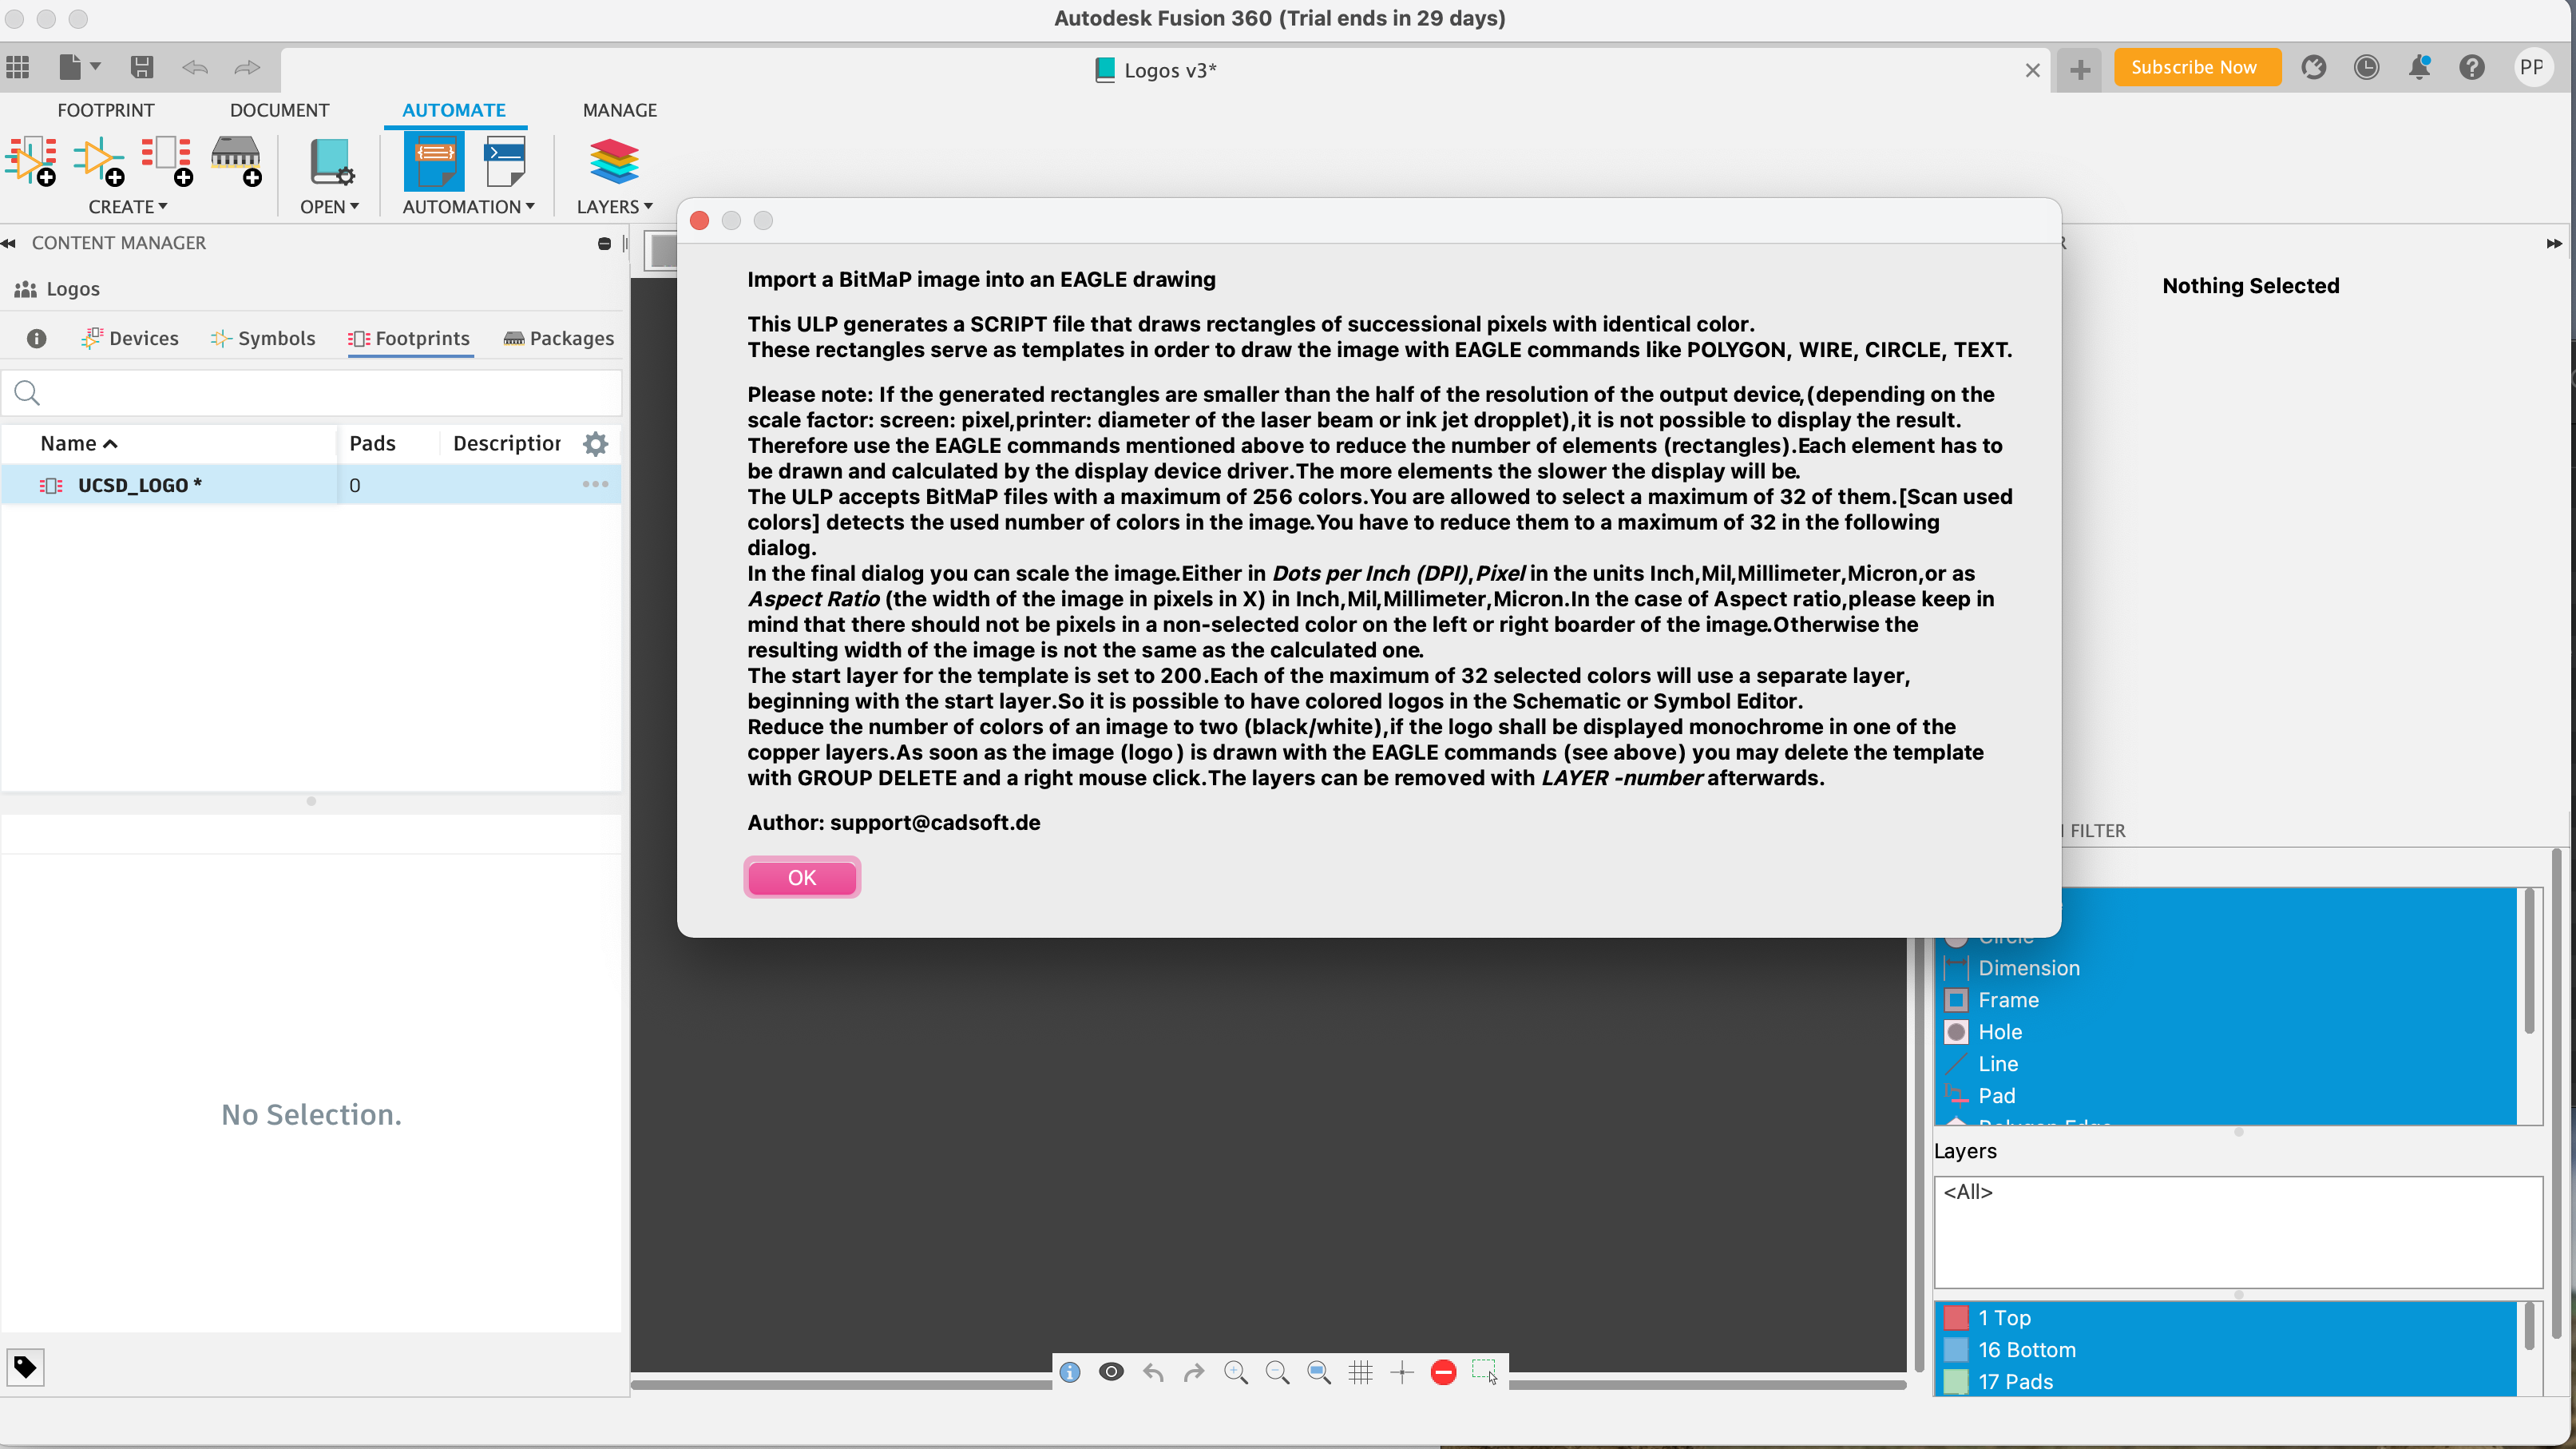 Autodesk Fusion 360 (Trial ends in 29 days)
Logos v3*
Subscribe Now
PP
FOOTPRINT DOCUMENT AUTOMATE MANAGE
CREATE OPEN AUTOMATION LAYERS
CONTENT MANAGER
Logos
Devices Symbols Footprints Packages
Name Pads Description
UCSD_LOGO * 0
No Selection.
Import a BitMaP image into an EAGLE drawing
This ULP generates a SCRIPT file that draws rectangles of successional pixels with identical color.
These rectangles serve as templates in order to draw the image with EAGLE commands like POLYGON, WIRE, CIRCLE, TEXT.
Please note: If the generated rectangles are smaller than the half of the resolution of the output device,(depending on the
scale factor: screen: pixel,printer: diameter of the laser beam or ink jet dropplet),it is not possible to display the result.
Therefore use the EAGLE commands mentioned above to reduce the number of elements (rectangles).Each element has to
be drawn and calculated by the display device driver.The more elements the slower the display will be.
The ULP accepts BitMaP files with a maximum of 256 colors.You are allowed to select a maximum of 32 of them.[Scan used
colors] detects the used number of colors in the image.You have to reduce them to a maximum of 32 in the following
dialog.
In the final dialog you can scale the image.Either in Dots per Inch (DPI),Pixel in the units Inch,Mil,Millimeter,Micron,or as
Aspect Ratio (the width of the image in pixels in X) in Inch,Mil,Millimeter,Micron.In the case of Aspect ratio,please keep in
mind that there should not be pixels in a non-selected color on the left or right boarder of the image.Otherwise the
resulting width of the image is not the same as the calculated one.
The start layer for the template is set to 200.Each of the maximum of 32 selected colors will use a separate layer,
beginning with the start layer.So it is possible to have colored logos in the Schematic or Symbol Editor.
Reduce the number of colors of an image to two (black/white),if the logo shall be displayed monochrome in one of the
copper layers.As soon as the image (logo) is drawn with the EAGLE commands (see above) you may delete the template
with GROUP DELETE and a right mouse click.The layers can be removed with LAYER -number afterwards.
Author: support@cadsoft.de
OK
Nothing Selected
FILTER
Circle
Dimension
Frame
Hole
Line
Pad
Polygon Edge
Layers
<All>
1 Top
16 Bottom
17 Pads